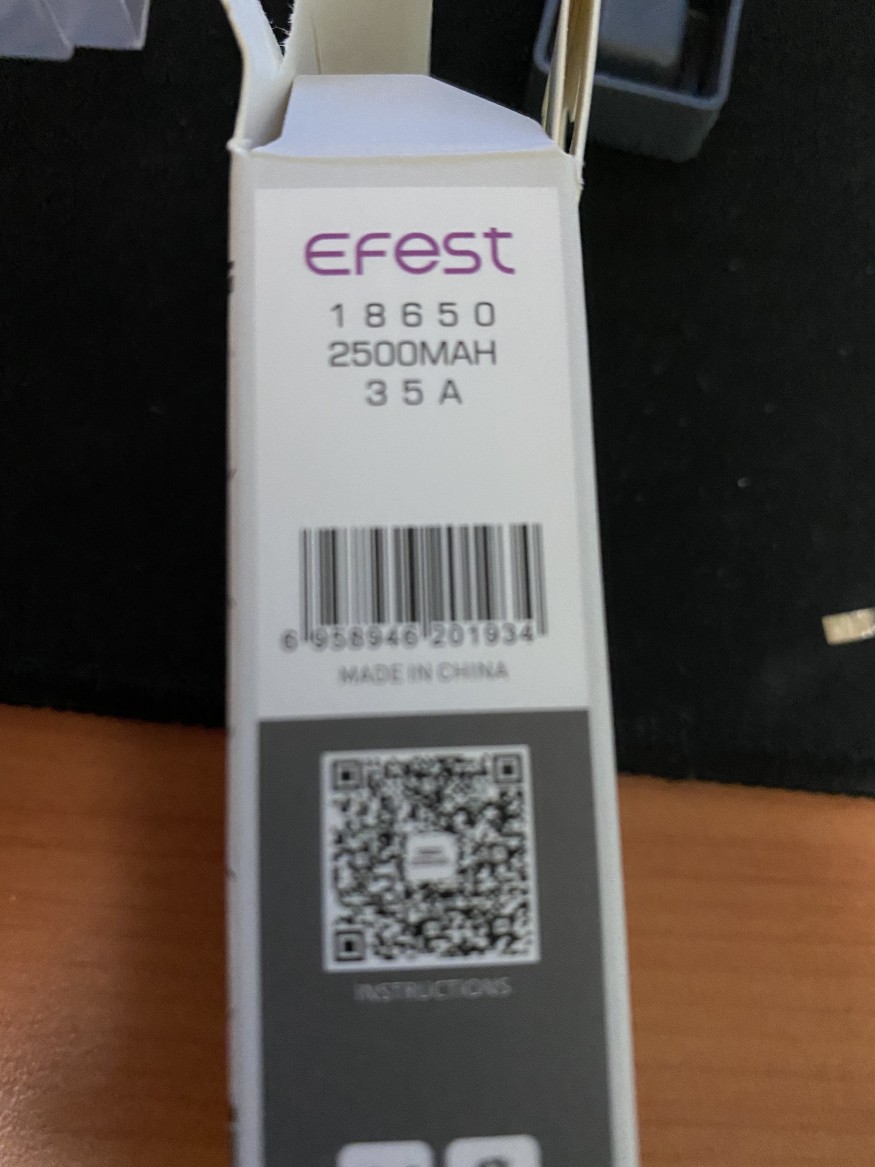 Efest
18650
2500MAH
35A
6 958946 201934
MADE IN CHINA
INSTRUCTIONS